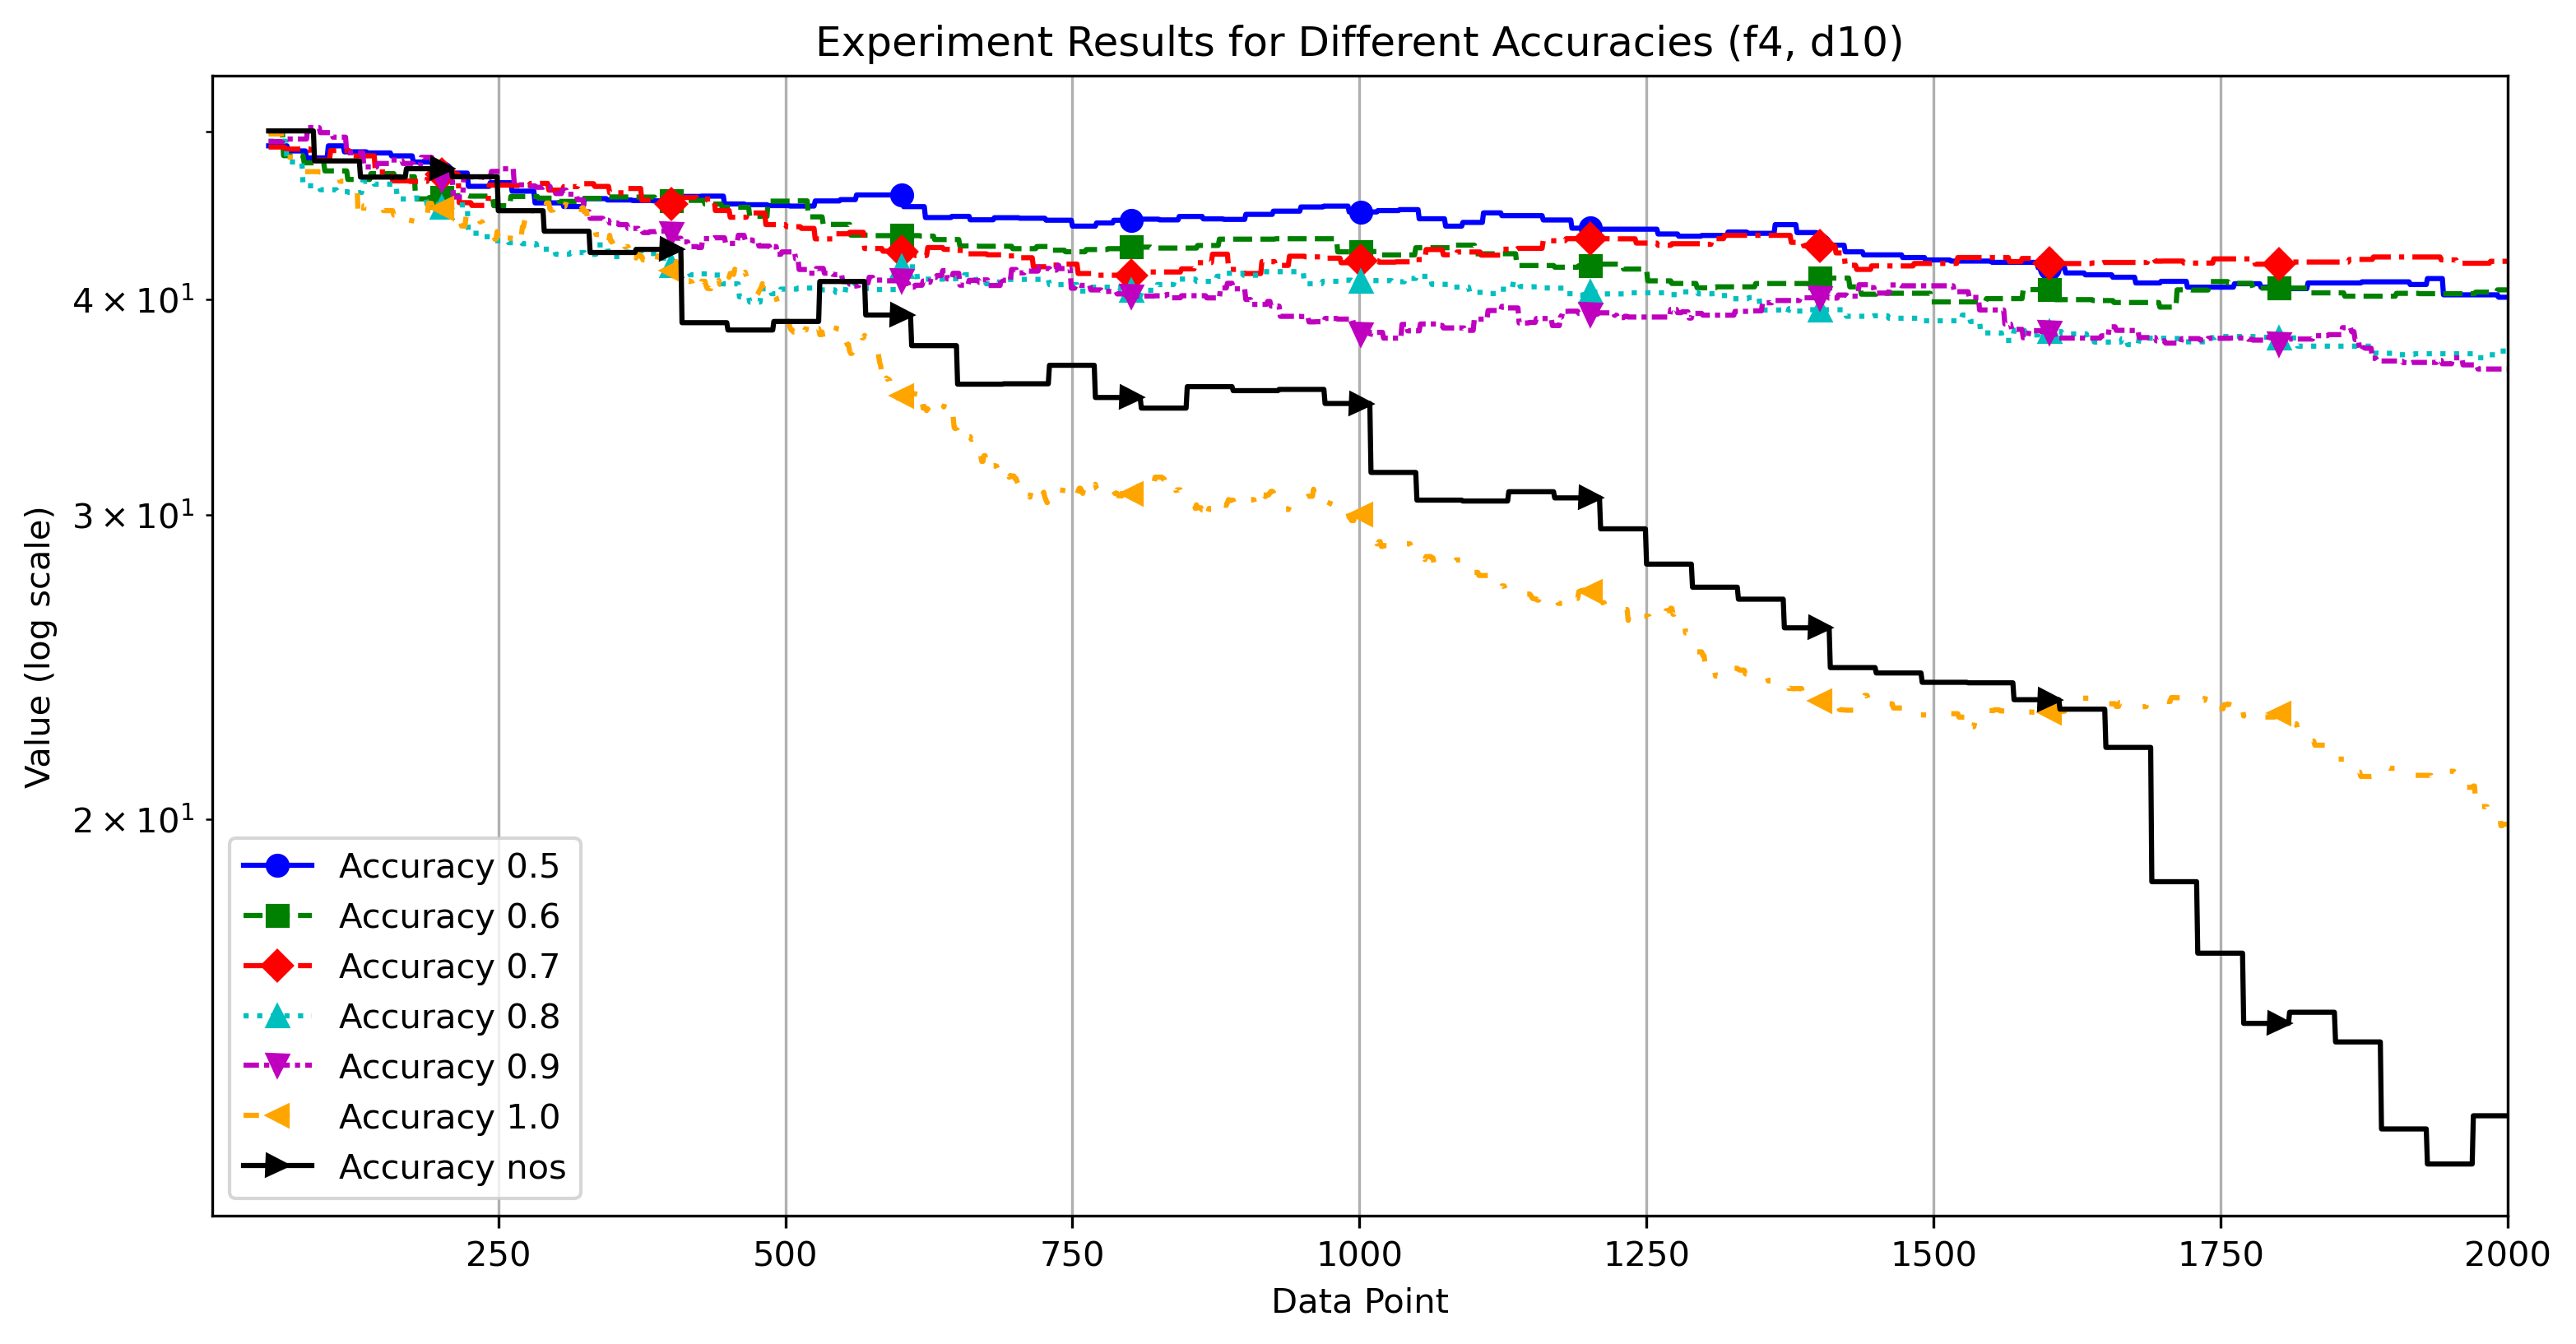 Experiment Results for Different Accuracies (f4, d10)
Value (log scale)
4 × 10¹
3 × 10¹
2 × 10¹
Accuracy 0.5
Accuracy 0.6
Accuracy 0.7
Accuracy 0.8
Accuracy 0.9
Accuracy 1.0
Accuracy nos
250 500 750 1000 1250 1500 1750 2000
Data Point